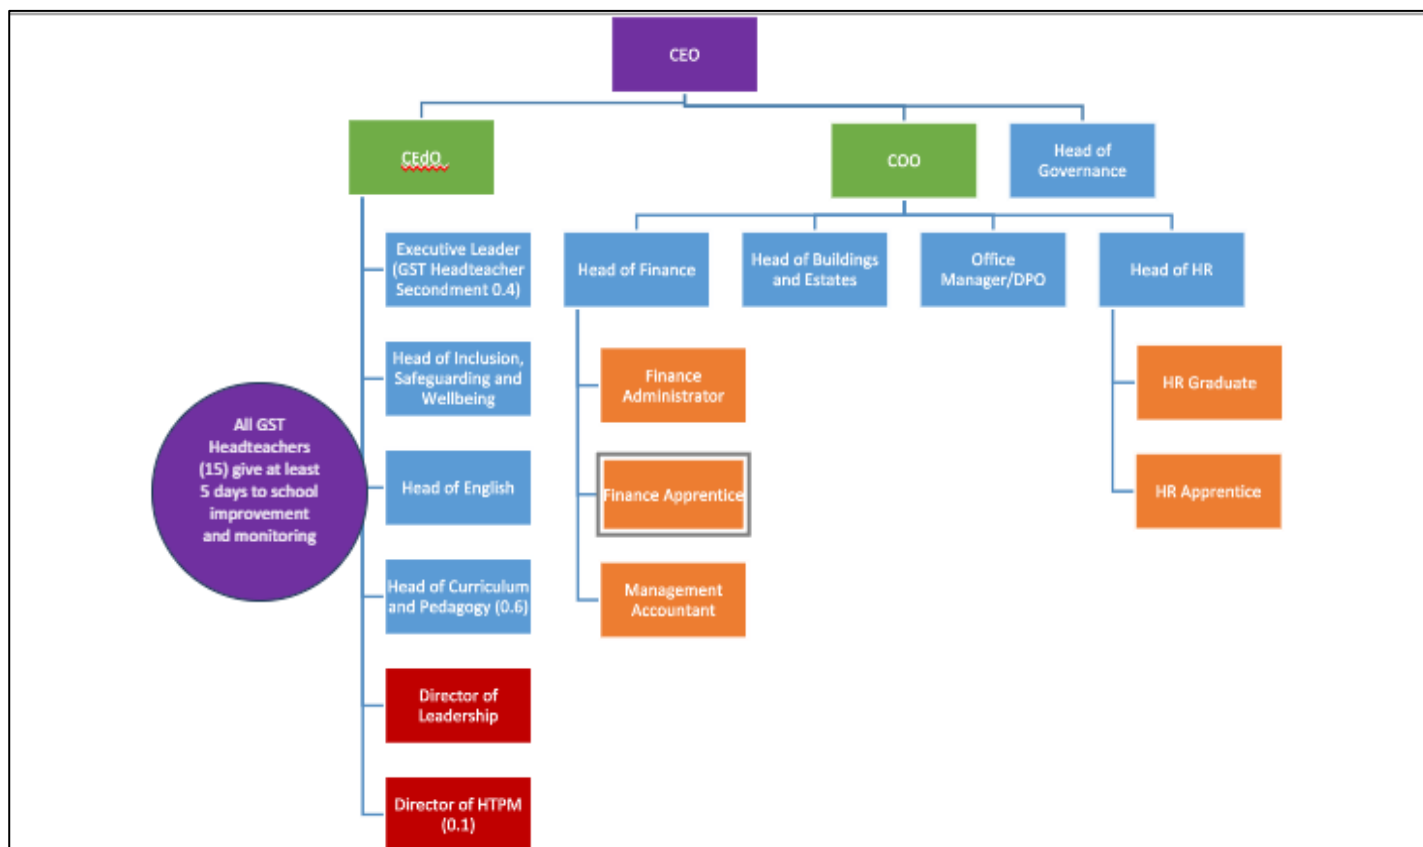 CEO
CEdO
COO
Head of
Governance
Executive Leader
(GST Headteacher
Secondment 0.4)
Head of Finance
Head of Buildings
and Estates
Office
Manager/DPO
Head of HR
Head of Inclusion,
Safeguarding and
Wellbeing
Finance
Administrator
HR Graduate
All GST
Headteachers
(15) give at least
5 days to school
improvement
and monitoring
Head of English
Finance Apprentice
HR Apprentice
Head of Curriculum
and Pedagogy (0.6)
Management
Accountant
Director of
Leadership
Director of HTPM
(0.1)